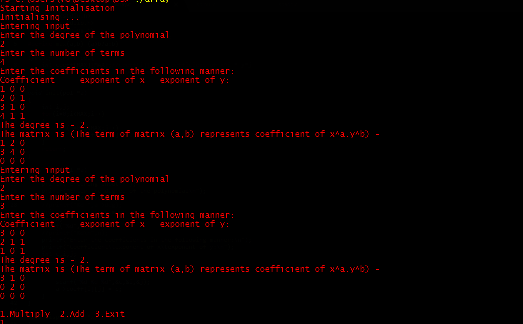 Starting Initialisation
Initialising ...
Entering input
Enter the degree of the polynomial
2
Enter the number of terms
4
Enter the coefficients in the following manner:
Coefficient exponent of x exponent of y:
1 0 0
2 0 1
3 1 0
4 1 1
The degree is - 2.
The matrix is (The term of matrix (a,b) represents coefficient of x^a.y^b) -
1 2 0
3 4 0
0 0 0
Entering input
Enter the degree of the polynomial
2
Enter the number of terms
3
Enter the coefficients in the following manner:
Coefficient exponent of x exponent of y:
3 0 0
2 1 1
1 0 1
The degree is - 2.
The matrix is (The term of matrix (a,b) represents coefficient of x^a.y^b) -
3 1 0
0 2 0
0 0 0
1.Multiply 2.Add 3.Exit
1